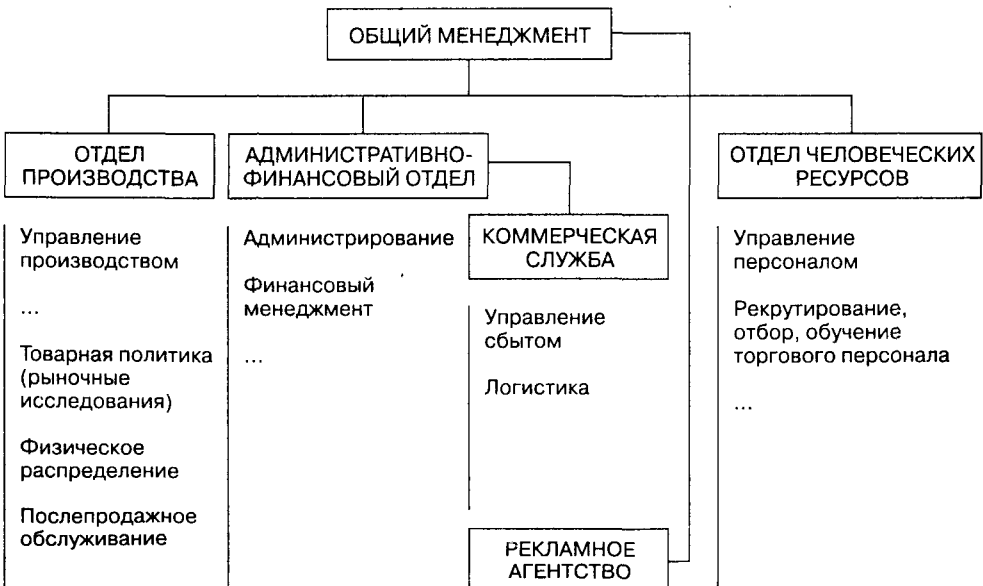 ОБЩИЙ МЕНЕДЖМЕНТ
ОТДЕЛ
ПРОИЗВОДСТВА
Управление
производством
...
Товарная политика
(рыночные
исследования)
Физическое
распределение
Послепродажное
обслуживание
АДМИНИСТРАТИВНО-
ФИНАНСОВЫЙ ОТДЕЛ
Администрирование
Финансовый
менеджмент
...
КОММЕРЧЕСКАЯ
СЛУЖБА
Управление
сбытом
Логистика
РЕКЛАМНОЕ
АГЕНТСТВО
ОТДЕЛ ЧЕЛОВЕЧЕСКИХ
РЕСУРСОВ
Управление
персоналом
Рекрутирование,
отбор, обучение
торгового персонала
...